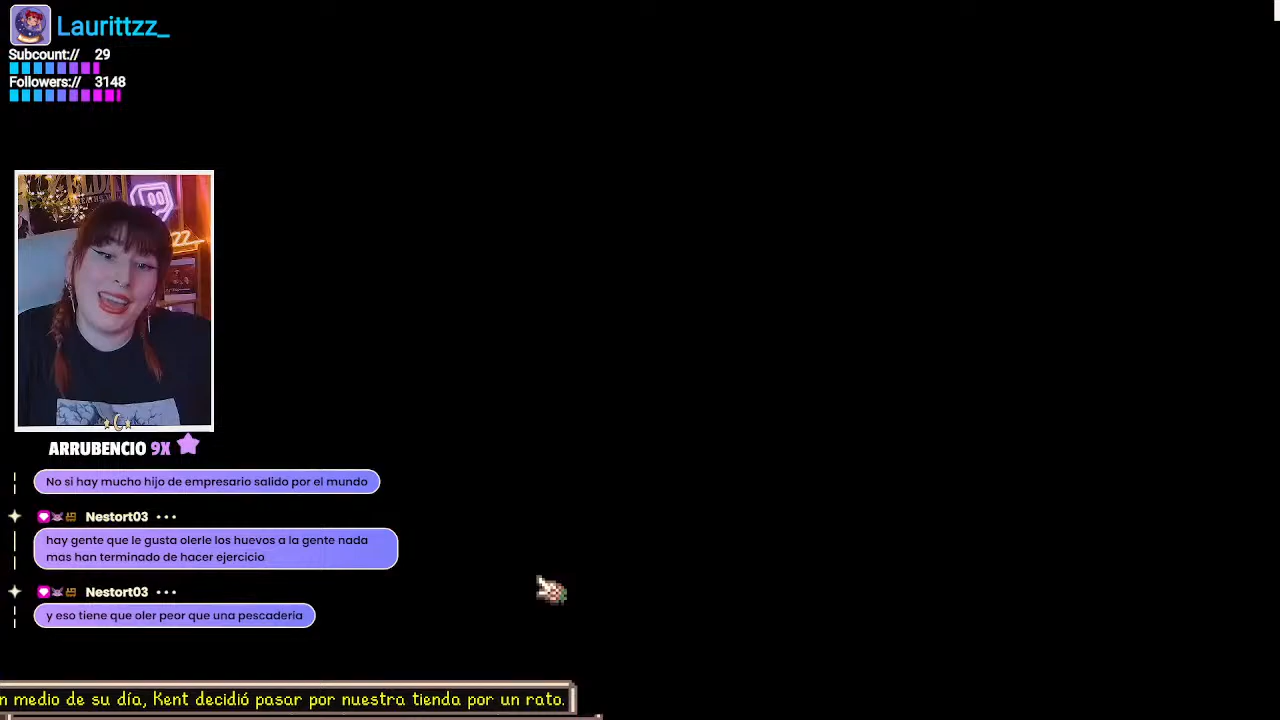 Laurittzz_
Subcount:// 29
Followers:// 3148
ARRUBENCIO 9X
No si hay mucho hijo de empresario salido por el mundo
Nestort03
hay gente que le gusta olerle los huevos a la gente nada
mas han terminado de hacer ejercicio
Nestort03
y eso tiene que oler peor que una pescaderia
n medio de su día, Kent decidió pasar por nuestra tienda por un rato.